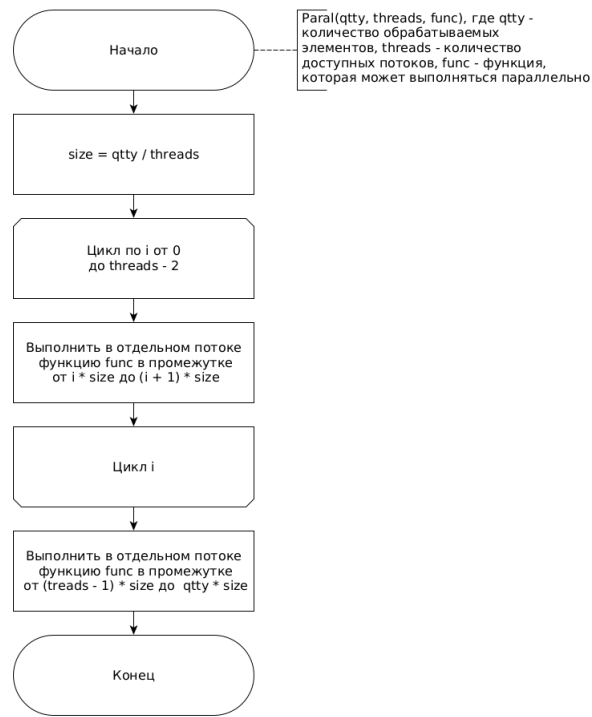 Начало
Paral(qtty, threads, func), где qtty -
количество обрабатываемых
элементов, threads - количество
доступных потоков, func - функция,
которая может выполняться параллельно
size = qtty / threads
Цикл по i от 0
до threads - 2
Выполнить в отдельном потоке
функцию func в промежутке
от i * size до (i + 1) * size
Цикл i
Выполнить в отдельном потоке
функцию func в промежутке
от (treads - 1) * size до qtty * size
Конец